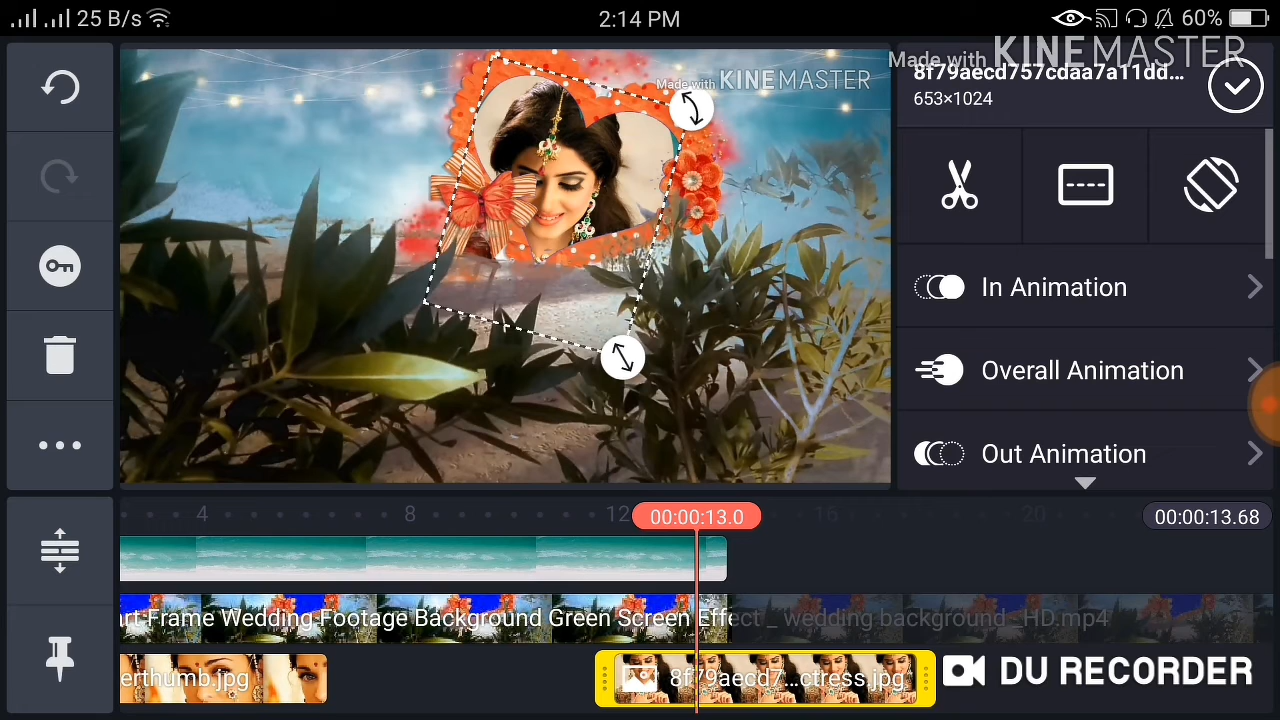 25 B/s
2:14 PM
60%
Made with KINEMASTER
Made with KINEMASTER
8f79aecd757cdaa7a11dd...
653×1024
In Animation
Overall Animation
Out Animation
4
8
12
00:00:13.0
16
20
00:00:13.68
art Frame Wedding Footage Background Green Screen Effect _ wedding background -HD.mp4
erthumb.jpg
8f79aecd7...ctress.jpg
DU RECORDER